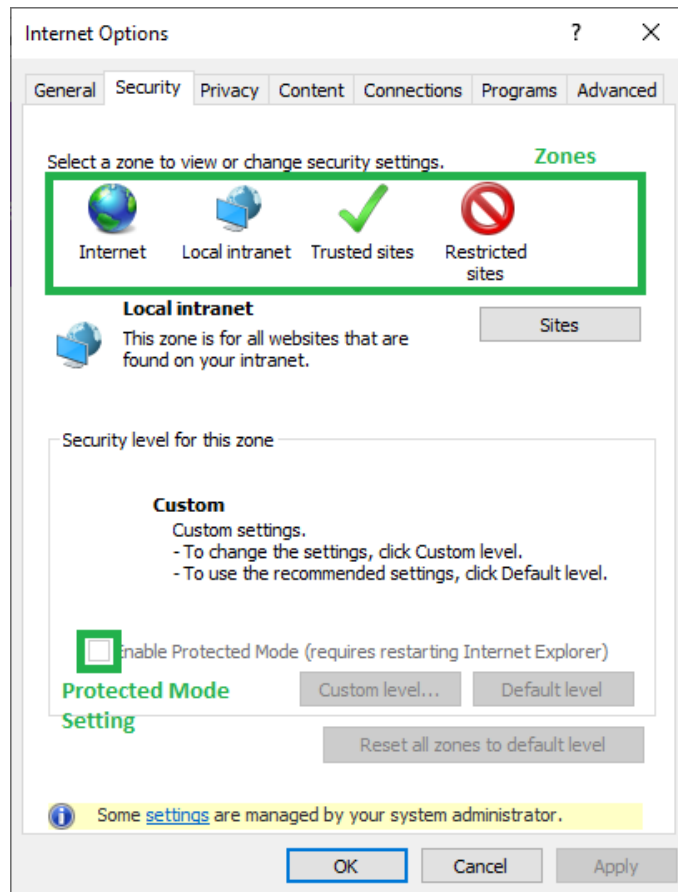 Internet Options
General Security Privacy Content Connections Programs Advanced
Select a zone to view or change security settings. Zones
Internet Local intranet Trusted sites Restricted
sites
Local intranet
This zone is for all websites that are
found on your intranet.
Sites
Security level for this zone
Custom
Custom settings.
- To change the settings, click Custom level.
- To use the recommended settings, click Default level.
Enable Protected Mode (requires restarting Internet Explorer)
Protected Mode
Setting
Custom level... Default level
Reset all zones to default level
Some settings are managed by your system administrator.
OK Cancel Apply